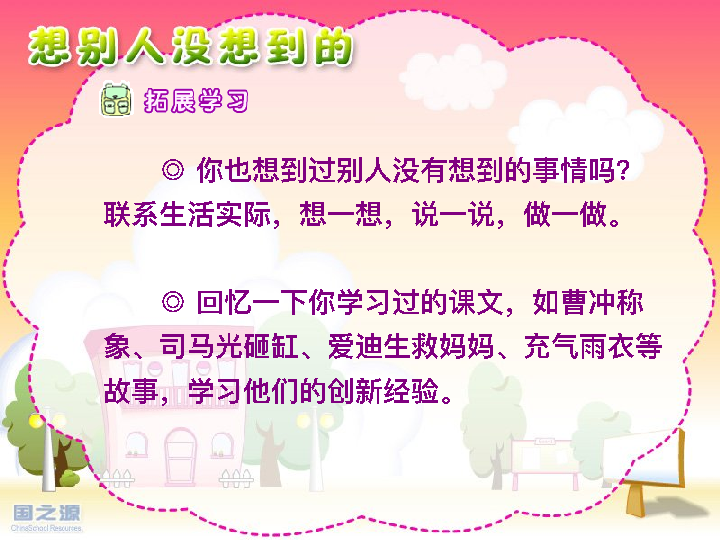 想别人没想到的
拓展学习
◎ 你也想到过别人没有想到的事情吗？
联系生活实际，想一想，说一说，做一做。
◎ 回忆一下你学习过的课文，如曹冲称
象、司马光砸缸、爱迪生救妈妈、充气雨衣等
故事，学习他们的创新经验。
国之源
ChinaSchool Resources